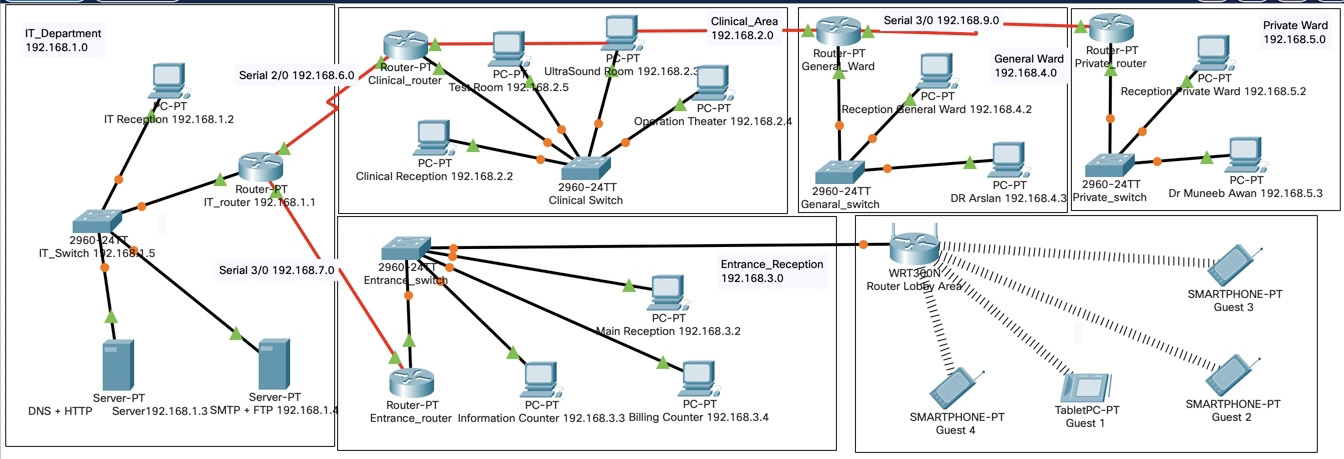 IT_Department
192.168.1.0
PC-PT
IT Reception 192.168.1.2
Router-PT
IT_router 192.168.1.1
2960-24TT
IT_Switch 192.168.1.5
Server-PT
DNS + HTTP Server192.168.1.3
Server-PT
SMTP + FTP 192.168.1.4
Serial 2/0 192.168.6.0
Serial 3/0 192.168.7.0
Clinical_Area
192.168.2.0
Router-PT
Clinical_router
PC-PT
Test Room 192.168.2.5
PC-PT
UltraSound Room 192.168.2.3
PC-PT
Operation Theater 192.168.2.4
PC-PT
Clinical Reception 192.168.2.2
2960-24TT
Clinical Switch
Serial 3/0 192.168.9.0
Router-PT
General_Ward
General Ward
192.168.4.0
PC-PT
Reception General Ward 192.168.4.2
2960-24TT
Genaral_switch
PC-PT
DR Arslan 192.168.4.3
Private Ward
192.168.5.0
Router-PT
Private_router
PC-PT
Reception Private Ward 192.168.5.2
2960-24TT
Private_switch
PC-PT
Dr Muneeb Awan 192.168.5.3
2960-24TT
Entrance_switch
Entrance_Reception
192.168.3.0
PC-PT
Main Reception 192.168.3.2
Router-PT
Entrance_router
PC-PT
Information Counter 192.168.3.3
PC-PT
Billing Counter 192.168.3.4
WRT300N
Router Lobey Area
SMARTPHONE-PT
Guest 3
SMARTPHONE-PT
Guest 4
TabletPC-PT
Guest 1
SMARTPHONE-PT
Guest 2